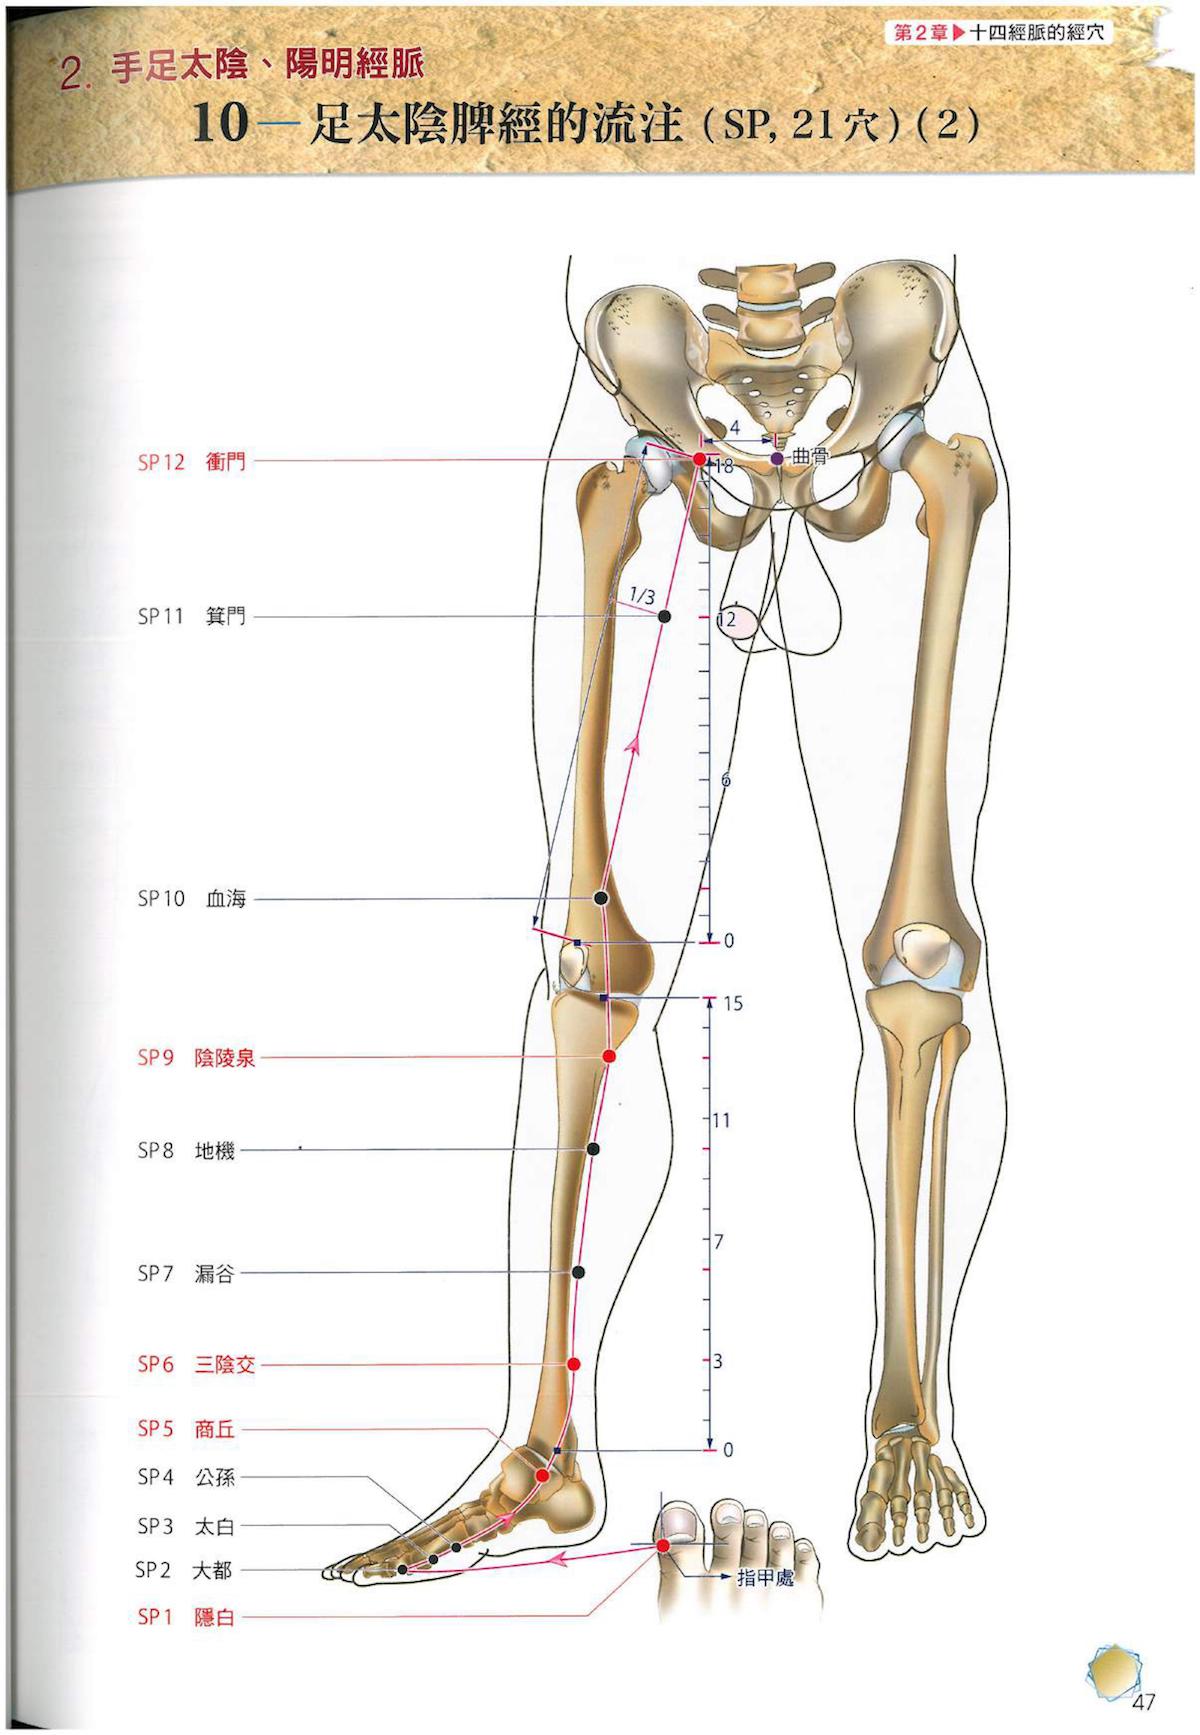 第2章▶十四經脈的經穴
2. 手足太陰、陽明經脈
10—足太陰脾經的流注(SP, 21穴)(2)
4
SP12 衝門
18
曲骨
1/3
SP11 箕門
12
6
SP10 血海
0
15
SP9 陰陵泉
11
SP8 地機
7
SP7 漏谷
SP6 三陰交
3
SP5 商丘
0
SP4 公孫
SP3 太白
SP2 大都
指甲處
SP1 隱白
47